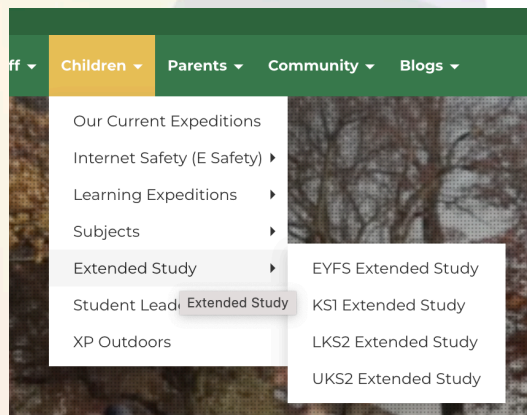 ff Children Parents Community Blogs
Our Current Expeditions
Internet Safety (E Safety)
Learning Expeditions
Subjects
Extended Study
Student Leade
Extended Study
XP Outdoors
EYFS Extended Study
KS1 Extended Study
LKS2 Extended Study
UKS2 Extended Study